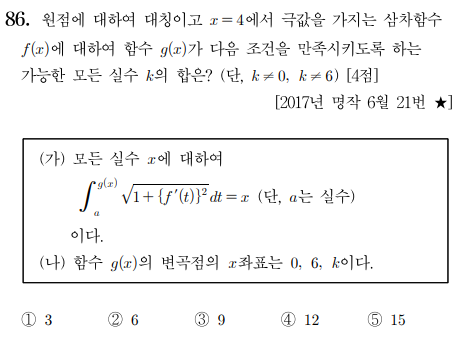 86. 원점에 대하여 대칭이고 x=4에서 극값을 가지는 삼차함수
f(x)에 대하여 함수 g(x)가 다음 조건을 만족시키도록 하는
가능한 모든 실수 k의 합은? (단, k≠0, k≠6) [4점]
[2017년 명작 6월 21번 ★]
(가) 모든 실수 x에 대하여
∫_a^{g(x)} √(1+{f′(t)}²) dt = x (단, a는 실수)
이다.
(나) 함수 g(x)의 변곡점의 x좌표는 0, 6, k이다.
① 3 ② 6 ③ 9 ④ 12 ⑤ 15